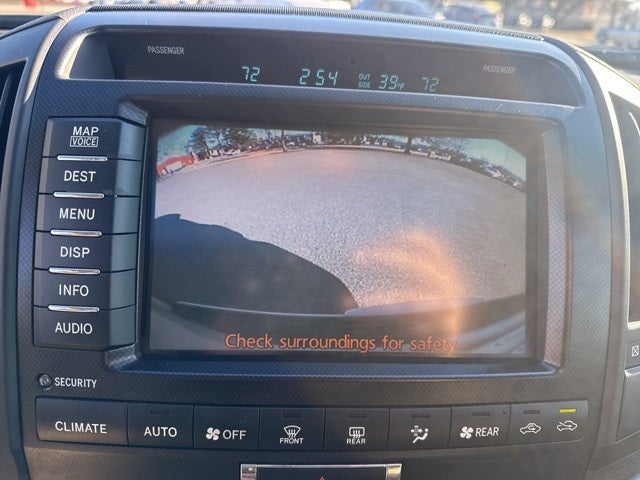 PASSENGER PASSENGER
72 2:54 OUT SIDE 39°F 72
MAP
VOICE
DEST
MENU
DISP
INFO
AUDIO
Check surroundings for safety
SECURITY
CLIMATE AUTO OFF FRONT REAR REAR